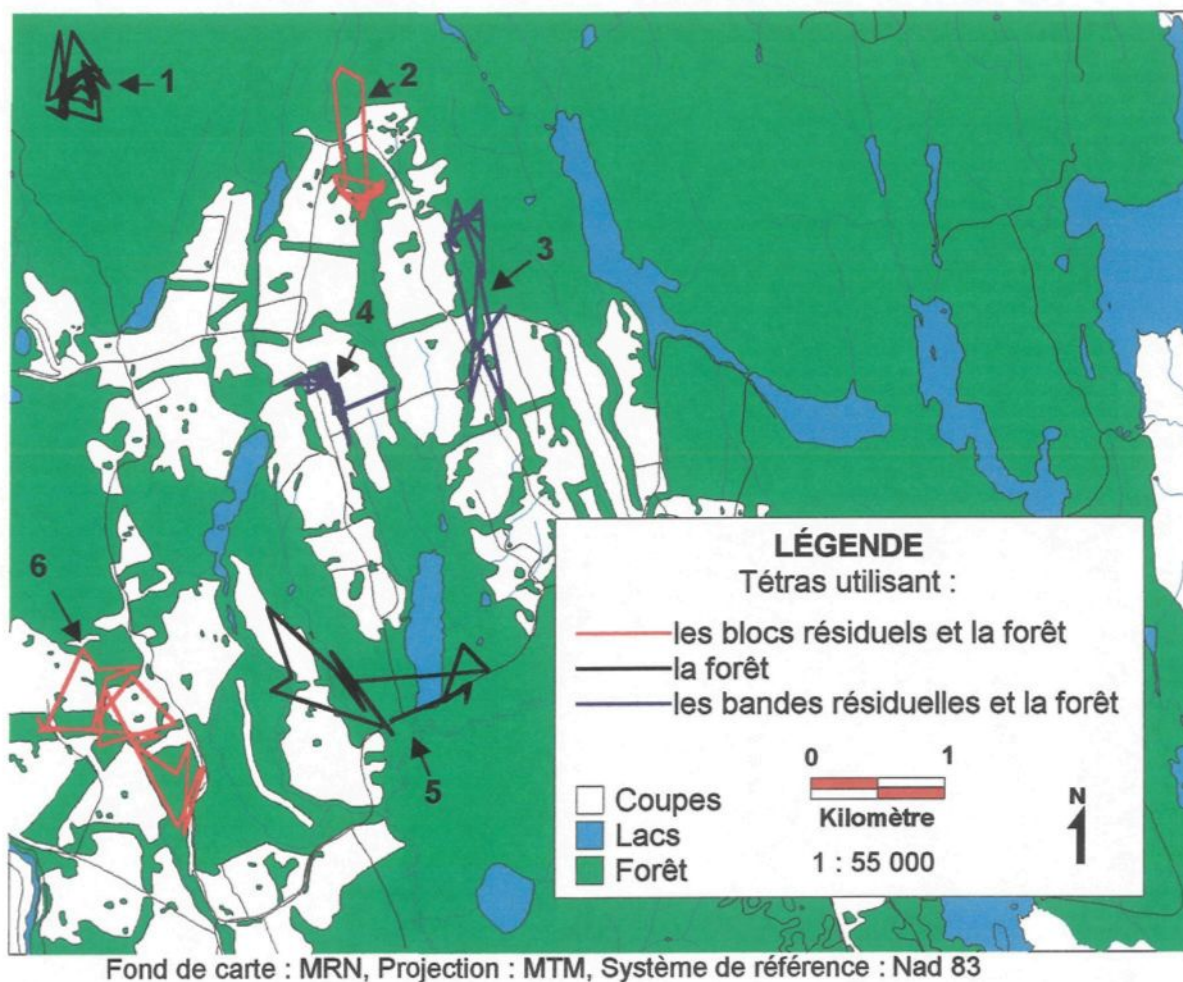 1
2
3
4
6
5
LÉGENDE
Tétras utilisant :
les blocs résiduels et la forêt
la forêt
les bandes résiduelles et la forêt
0 1
Kilomètre
1 : 55 000
N
Coupes
Lacs
Forêt
Fond de carte : MRN, Projection : MTM, Système de référence : Nad 83